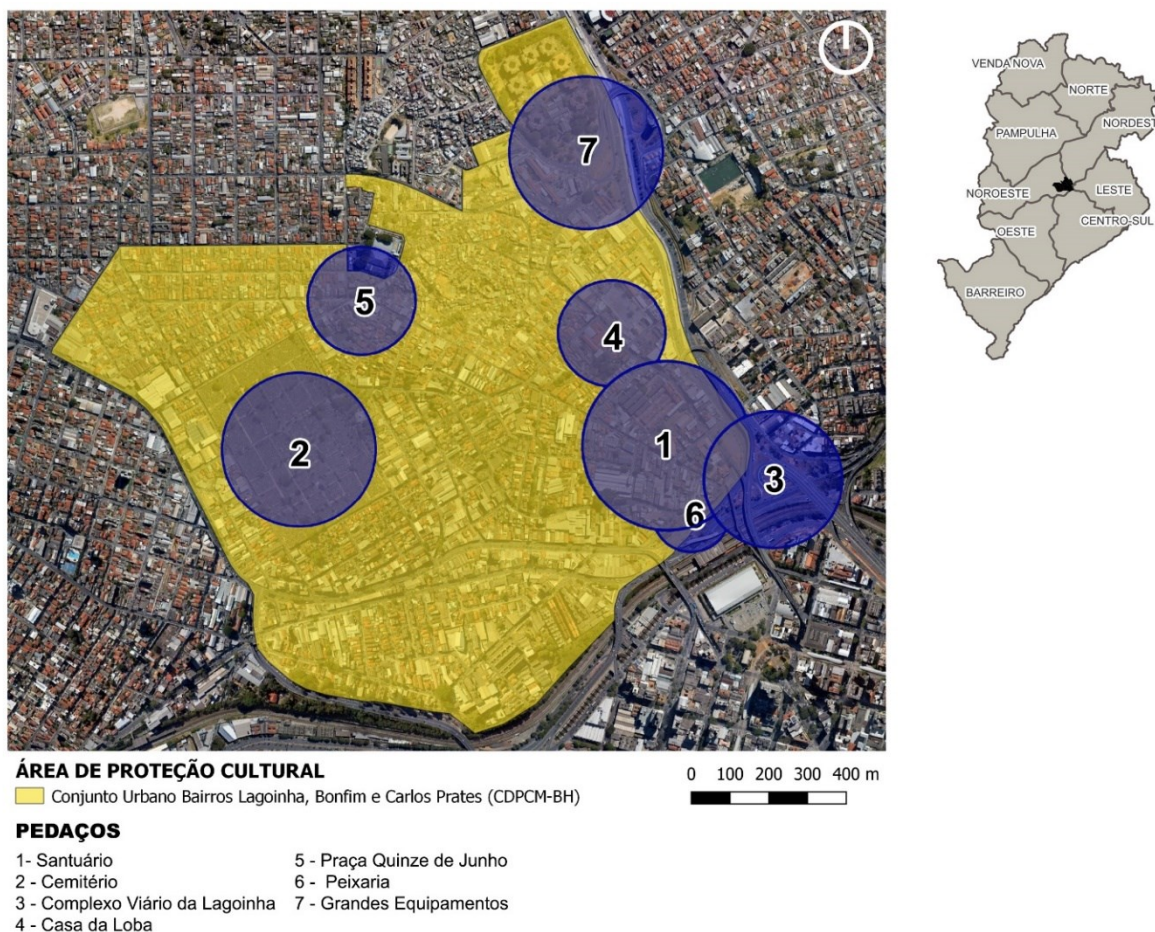 7
5
4
2
1
3
6
VENDA NOVA
NORTE
NORDEST
PAMPULHA
NOROESTE
LESTE
CENTRO-SUL
OESTE
BARREIRO
ÁREA DE PROTEÇÃO CULTURAL
Conjunto Urbano Bairros Lagoinha, Bonfim e Carlos Prates (CDPCM-BH)
0 100 200 300 400 m
PEDAÇOS
1- Santuário
2 - Cemitério
3 - Complexo Viário da Lagoinha
4 - Casa da Loba
5 - Praça Quinze de Junho
6 - Peixaria
7 - Grandes Equipamentos